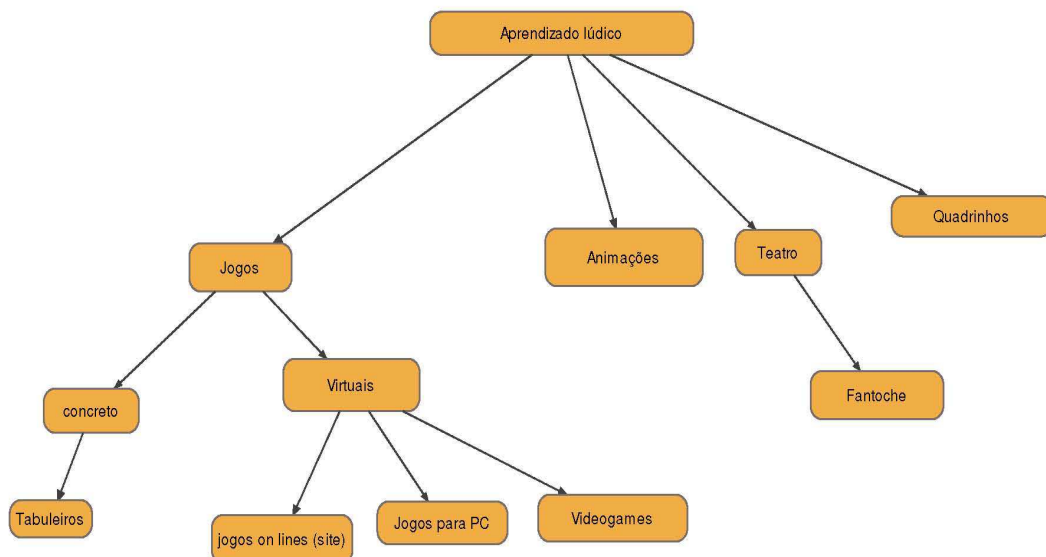 Aprendizado lúdico
Quadrinhos
Jogos
Animações
Teatro
Virtuais
Fantoche
concreto
Tabuleiros
jogos on lines (site)
Jogos para PC
Videogames